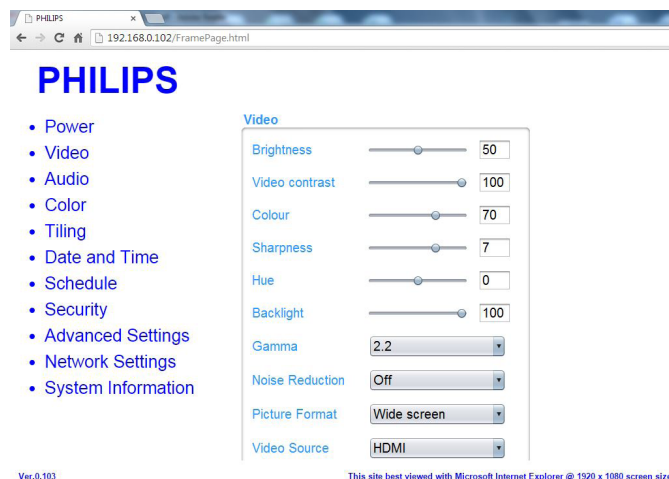 PHILIPS
192.168.0.102/FramePage.html
PHILIPS
Power
Video
Audio
Color
Tiling
Date and Time
Schedule
Security
Advanced Settings
Network Settings
System Information
Video
Brightness 50
Video contrast 100
Colour 70
Sharpness 7
Hue 0
Backlight 100
Gamma 2.2
Noise Reduction Off
Picture Format Wide screen
Video Source HDMI
Ver.0.103 This site best viewed with Microsoft Internet Explorer @ 1920 x 1080 screen size